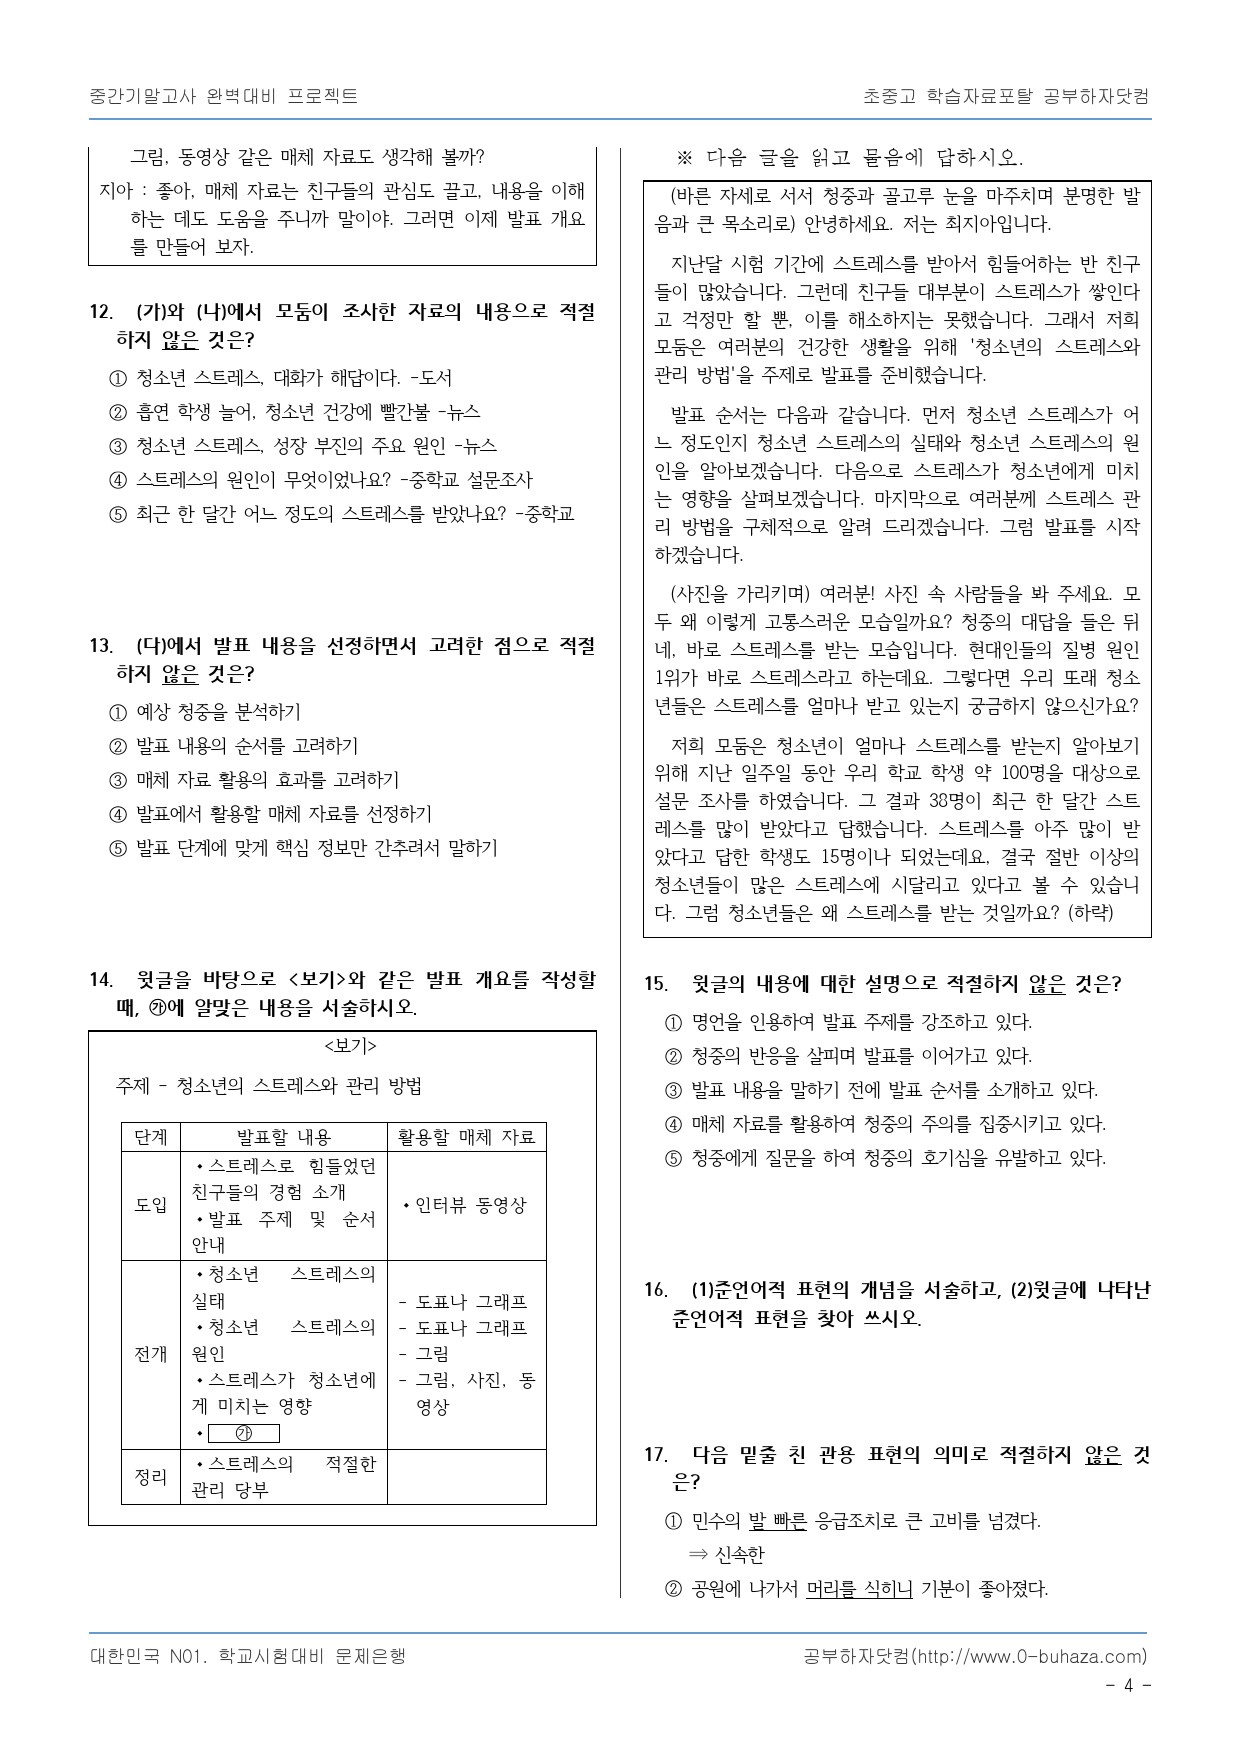 중간기말고사 완벽대비 프로젝트
초중고 학습자료포탈 공부하자닷컴
그림, 동영상 같은 매체 자료도 생각해 볼까?
지아 : 좋아, 매체 자료는 친구들의 관심도 끌고, 내용을 이해
하는 데도 도움을 주니까 말이야. 그러면 이제 발표 개요
를 만들어 보자.
12. (가)와 (나)에서 모둠이 조사한 자료의 내용으로 적절
하지 않은 것은?
① 청소년 스트레스, 대화가 해답이다. -도서
② 흡연 학생 늘어, 청소년 건강에 빨간불 -뉴스
③ 청소년 스트레스, 성장 부진의 주요 원인 -뉴스
④ 스트레스의 원인이 무엇이었나요? -중학교 설문조사
⑤ 최근 한 달간 어느 정도의 스트레스를 받았나요? -중학교
13. (다)에서 발표 내용을 선정하면서 고려한 점으로 적절
하지 않은 것은?
① 예상 청중을 분석하기
② 발표 내용의 순서를 고려하기
③ 매체 자료 활용의 효과를 고려하기
④ 발표에서 활용할 매체 자료를 선정하기
⑤ 발표 단계에 맞게 핵심 정보만 간추려서 말하기
14. 윗글을 바탕으로 <보기>와 같은 발표 개요를 작성할
때, ㉮에 알맞은 내용을 서술하시오.
<보기>
주제 - 청소년의 스트레스와 관리 방법
단계 발표할 내용 활용할 매체 자료
도입
• 스트레스로 힘들었던
친구들의 경험 소개
• 발표 주제 및 순서
안내
• 인터뷰 동영상
전개
• 청소년 스트레스의
실태
• 청소년 스트레스의
원인
• 스트레스가 청소년에
게 미치는 영향
• ㉮
- 도표나 그래프
- 도표나 그래프
- 그림
- 그림, 사진, 동
영상
정리
• 스트레스의 적절한
관리 당부
※ 다음 글을 읽고 물음에 답하시오.
(바른 자세로 서서 청중과 골고루 눈을 마주치며 분명한 발
음과 큰 목소리로) 안녕하세요. 저는 최지아입니다.
지난달 시험 기간에 스트레스를 받아서 힘들어하는 반 친구
들이 많았습니다. 그런데 친구들 대부분이 스트레스가 쌓인다
고 걱정만 할 뿐, 이를 해소하지는 못했습니다. 그래서 저희
모둠은 여러분의 건강한 생활을 위해 '청소년의 스트레스와
관리 방법'을 주제로 발표를 준비했습니다.
발표 순서는 다음과 같습니다. 먼저 청소년 스트레스가 어
느 정도인지 청소년 스트레스의 실태와 청소년 스트레스의 원
인을 알아보겠습니다. 다음으로 스트레스가 청소년에게 미치
는 영향을 살펴보겠습니다. 마지막으로 여러분께 스트레스 관
리 방법을 구체적으로 알려 드리겠습니다. 그럼 발표를 시작
하겠습니다.
(사진을 가리키며) 여러분! 사진 속 사람들을 봐 주세요. 모
두 왜 이렇게 고통스러운 모습일까요? 청중의 대답을 들은 뒤
네, 바로 스트레스를 받는 모습입니다. 현대인들의 질병 원인
1위가 바로 스트레스라고 하는데요. 그렇다면 우리 또래 청소
년들은 스트레스를 얼마나 받고 있는지 궁금하지 않으신가요?
저희 모둠은 청소년이 얼마나 스트레스를 받는지 알아보기
위해 지난 일주일 동안 우리 학교 학생 약 100명을 대상으로
설문 조사를 하였습니다. 그 결과 38명이 최근 한 달간 스트
레스를 많이 받았다고 답했습니다. 스트레스를 아주 많이 받
았다고 답한 학생도 15명이나 되었는데요, 결국 절반 이상의
청소년들이 많은 스트레스에 시달리고 있다고 볼 수 있습니
다. 그럼 청소년들은 왜 스트레스를 받는 것일까요? (하략)
15. 윗글의 내용에 대한 설명으로 적절하지 않은 것은?
① 명언을 인용하여 발표 주제를 강조하고 있다.
② 청중의 반응을 살피며 발표를 이어가고 있다.
③ 발표 내용을 말하기 전에 발표 순서를 소개하고 있다.
④ 매체 자료를 활용하여 청중의 주의를 집중시키고 있다.
⑤ 청중에게 질문을 하여 청중의 호기심을 유발하고 있다.
16. (1)준언어적 표현의 개념을 서술하고, (2)윗글에 나타난
준언어적 표현을 찾아 쓰시오.
17. 다음 밑줄 친 관용 표현의 의미로 적절하지 않은 것
은?
① 민수의 발 빠른 응급조치로 큰 고비를 넘겼다.
⇒ 신속한
② 공원에 나가서 머리를 식히니 기분이 좋아졌다.
대한민국 N01. 학교시험대비 문제은행
공부하자닷컴(http://www.0-buhaza.com)
- 4 -